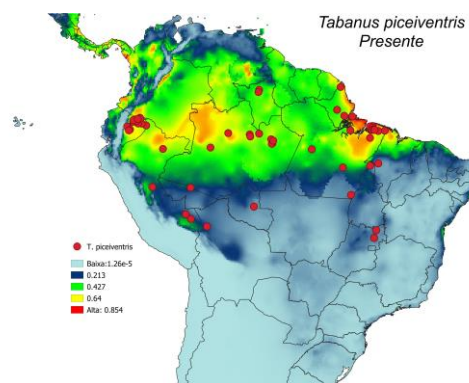 Tabanus piceiventris
Presente
T. piceiventris
Baixa:1.26e-5
0.213
0.427
0.64
Alta: 0.854